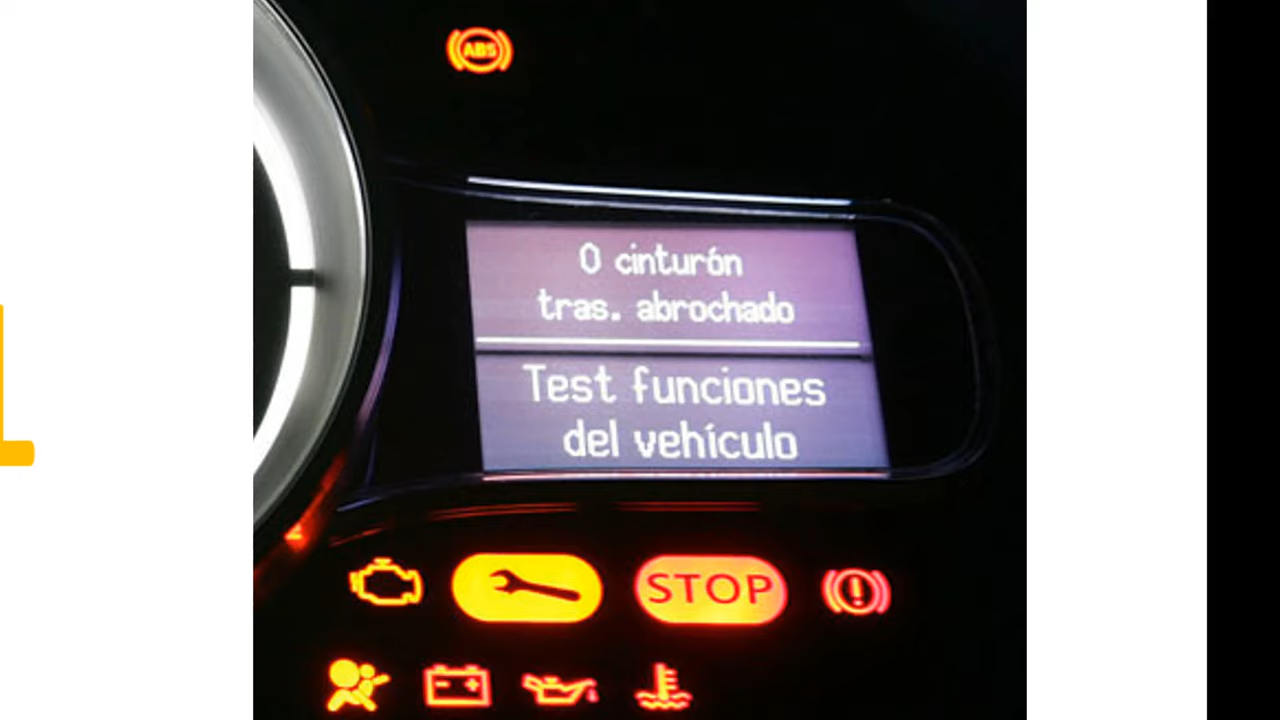 ABS
0 cinturón
tras. abrochado
Test funciones
del vehículo
STOP